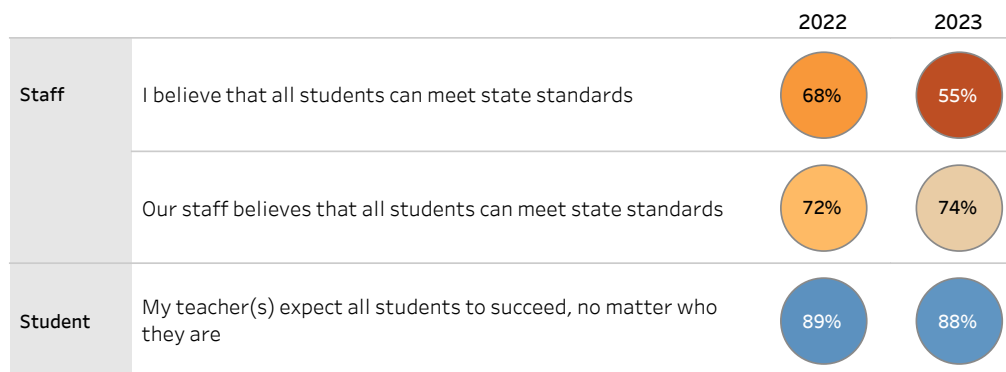 2022 2023
Staff I believe that all students can meet state standards 68% 55%
Our staff believes that all students can meet state standards 72% 74%
Student My teacher(s) expect all students to succeed, no matter who
they are 89% 88%